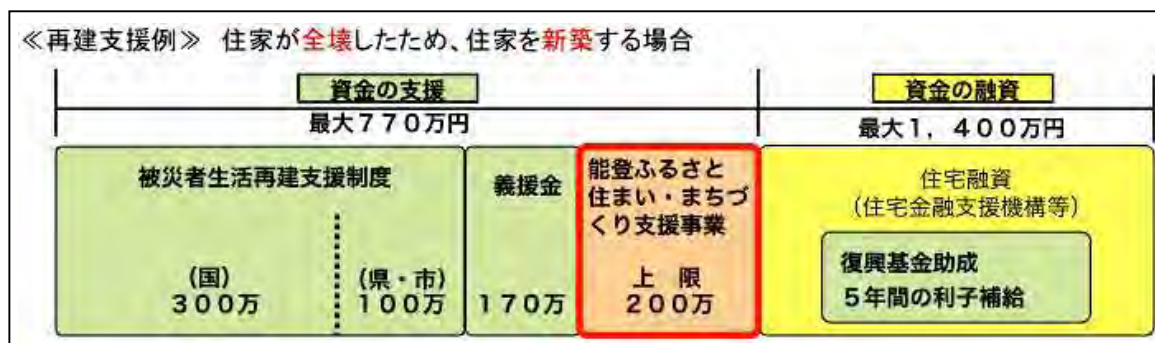 ≪再建支援例≫ 住家が全壊したため、住家を新築する場合
資金の支援
最大７７０万円
資金の融資
最大１，４００万円
被災者生活再建支援制度
（国）
３００万
（県・市）
１００万
義援金
１７０万
能登ふるさと
住まい・まちづ
くり支援事業
上 限
２００万
住宅融資
（住宅金融支援機構等）
復興基金助成
５年間の利子補給